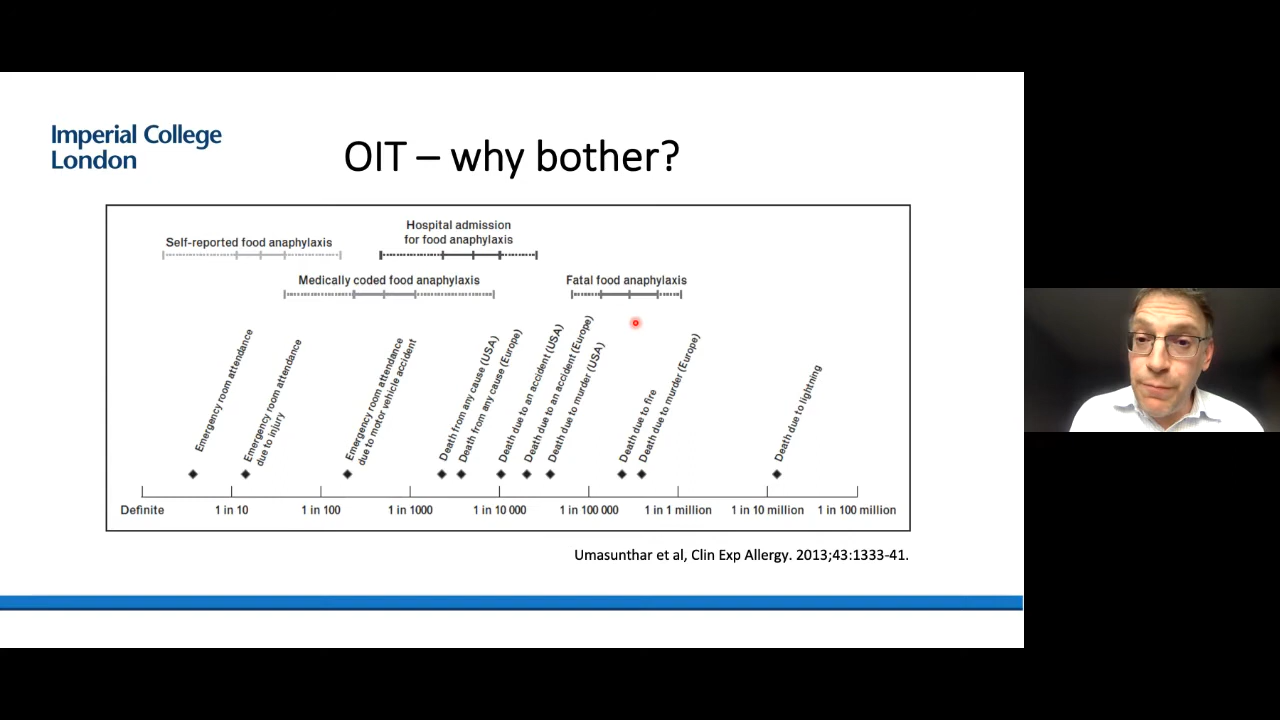 Imperial College
London
OIT – why bother?
Hospital admission
for food anaphylaxis
Self-reported food anaphylaxis
Medically coded food anaphylaxis
Fatal food anaphylaxis
Emergency room attendance
Emergency room attendance
due to injury
Emergency room attendance
due to motor vehicle accident
Death from any cause (USA)
Death from any cause (Europe)
Death due to an accident (USA)
Death due to an accident (Europe)
Death due to murder (USA)
Death due to fire
Death due to murder (Europe)
Death due to lightning
Definite 1 in 10 1 in 100 1 in 1000 1 in 10 000 1 in 100 000 1 in 1 million 1 in 10 million 1 in 100 million
Umasunthar et al, Clin Exp Allergy. 2013;43:1333-41.